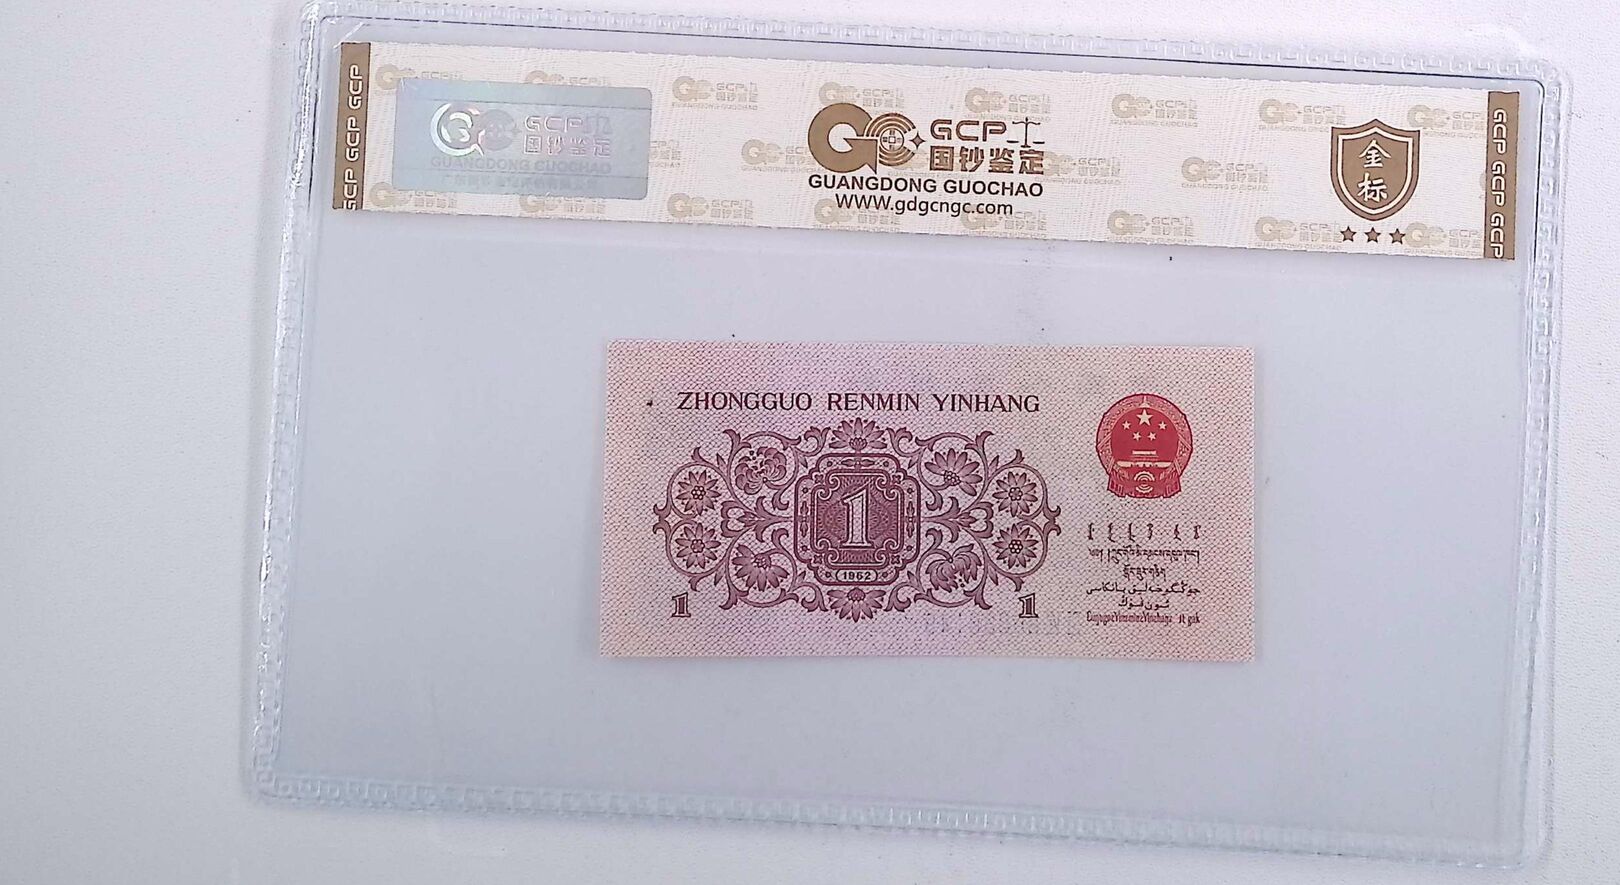 GCP GCP GCP
GCP
国钞鉴定
GUANGDONG GUOCHAO
GCP
国钞鉴定
GUANGDONG GUOCHAO
WWW.gdgcngc.com
金
标
GCP GCP GCP
ZHONGGUO RENMIN YINHANG
1
(1962)
1 1